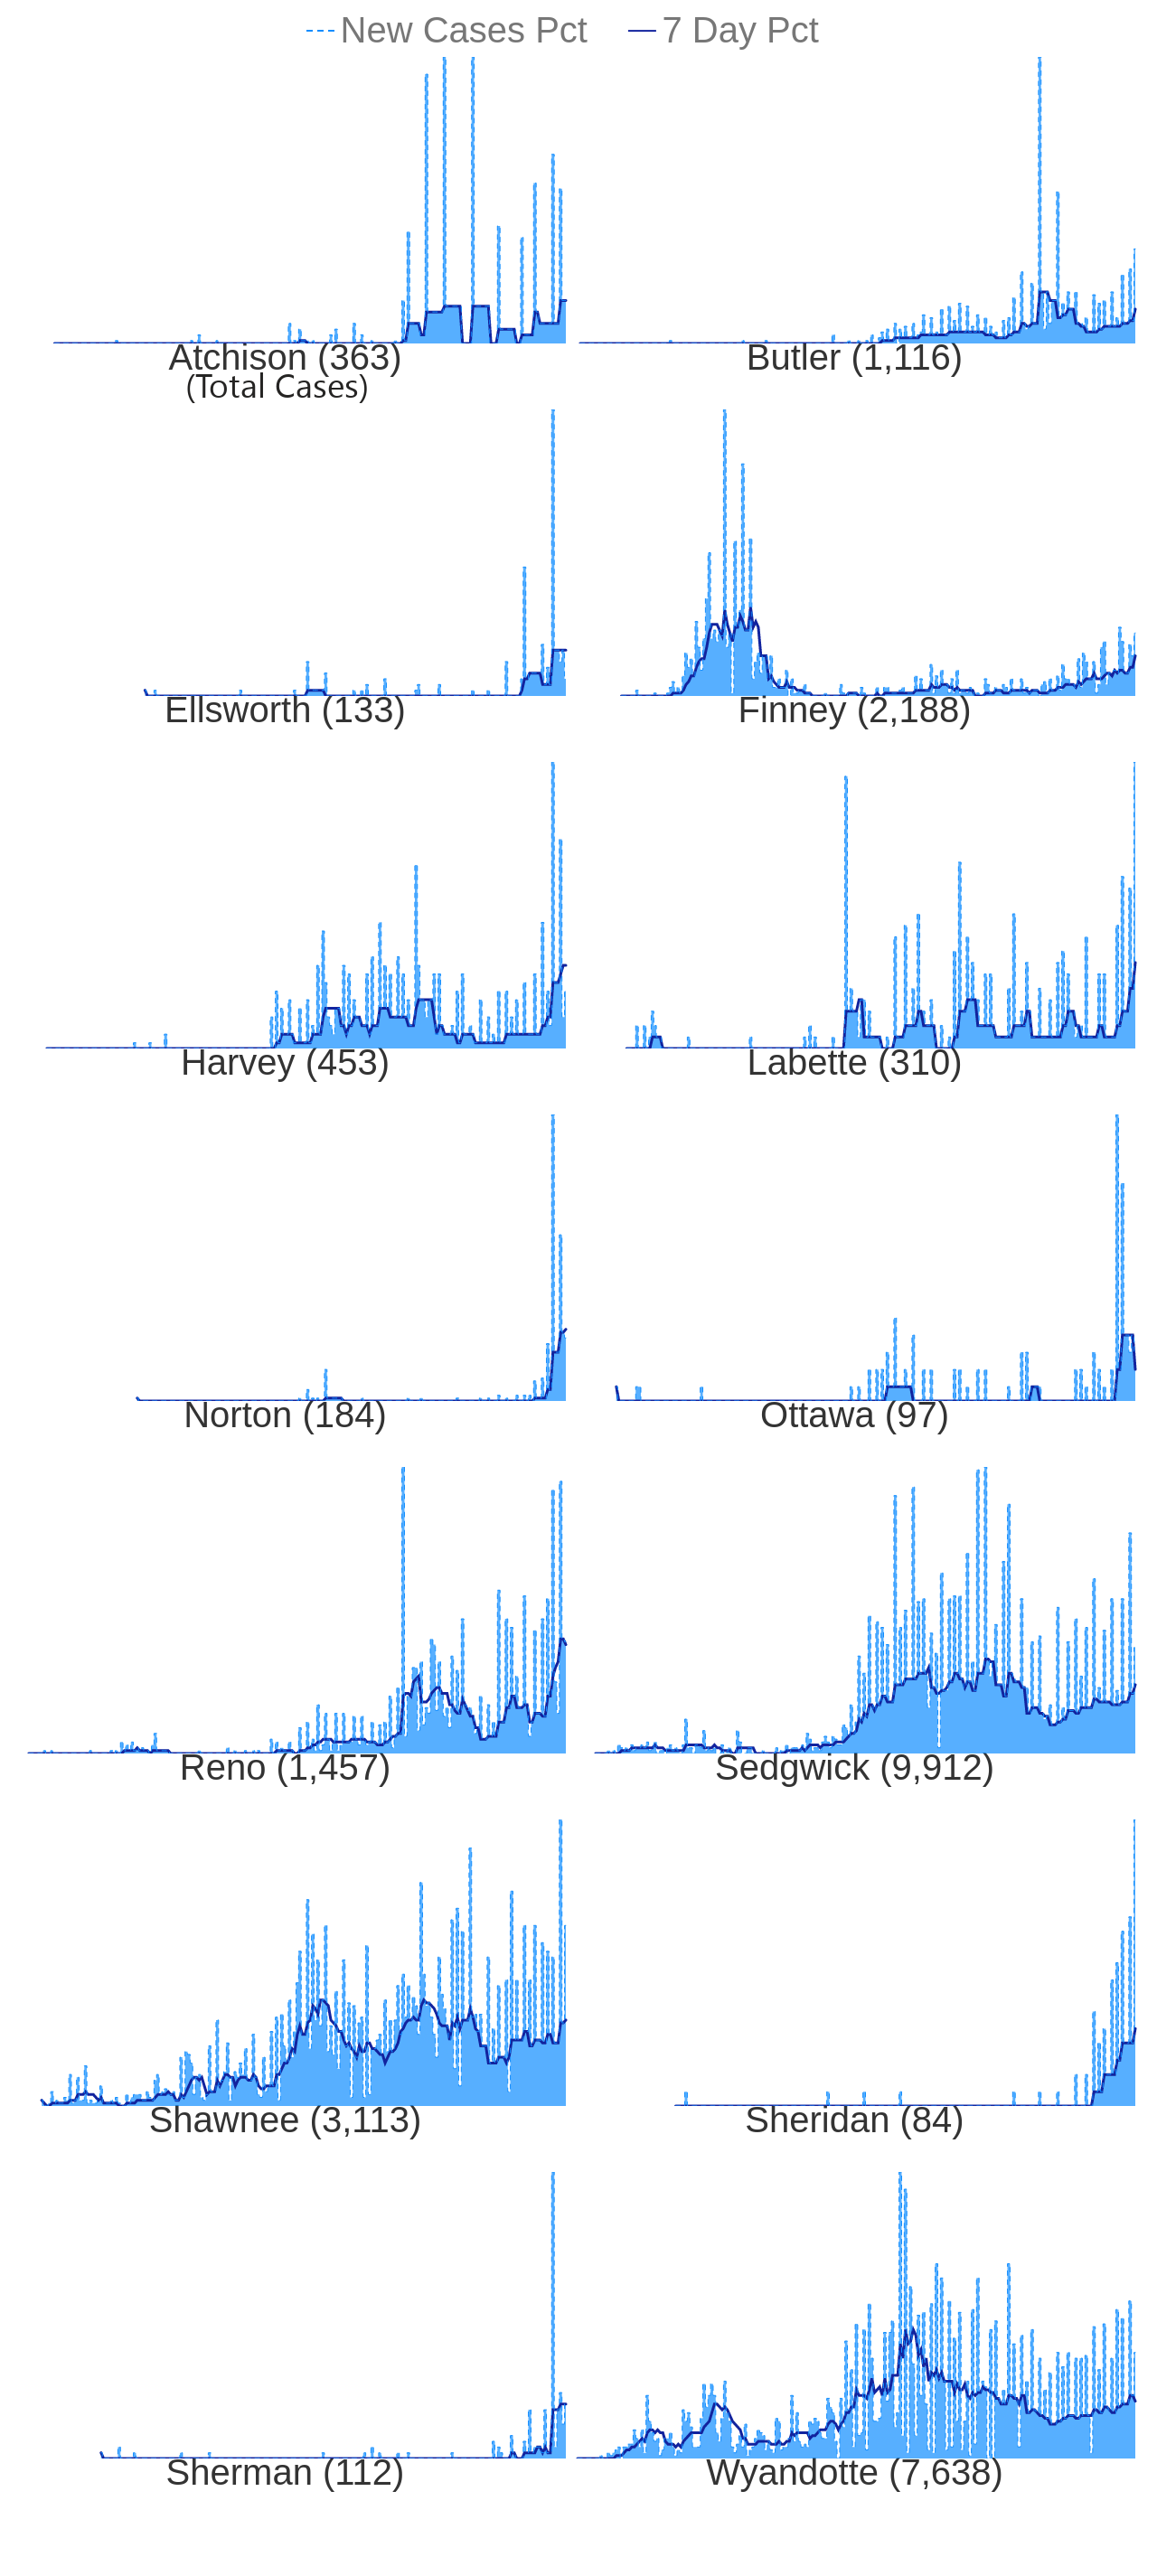 New Cases Pct 7 Day Pct
Atchison (363) Butler (1,116)
(Total Cases)
Ellsworth (133) Finney (2,188)
Harvey (453) Labette (310)
Norton (184) Ottawa (97)
Reno (1,457) Sedgwick (9,912)
Shawnee (3,113) Sheridan (84)
Sherman (112) Wyandotte (7,638)